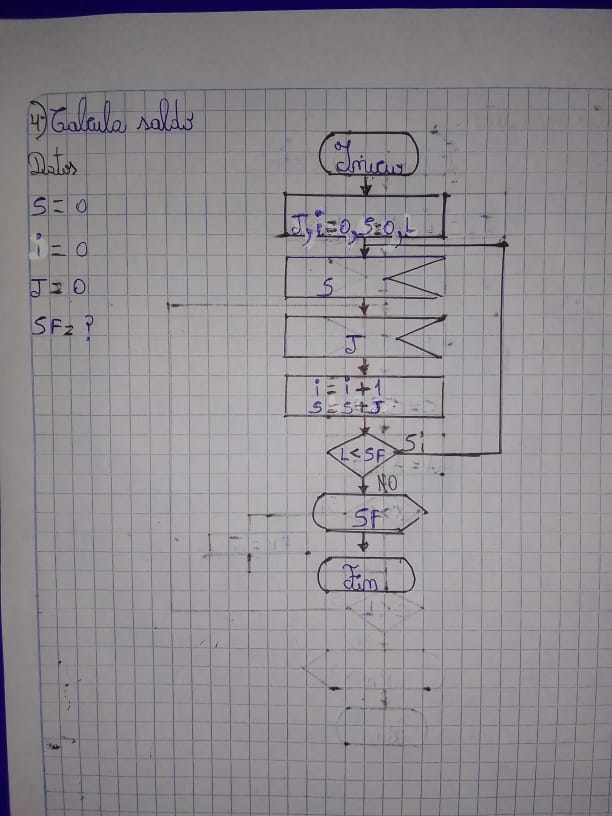 4) Calcula saldo
Datos
S = 0
i = 0
J = 0
SF = ?
Inicio
J, i=0, S=0, L
S
J
i = i + 1
S = S + J
L < SF
Si
NO
SF
Fin